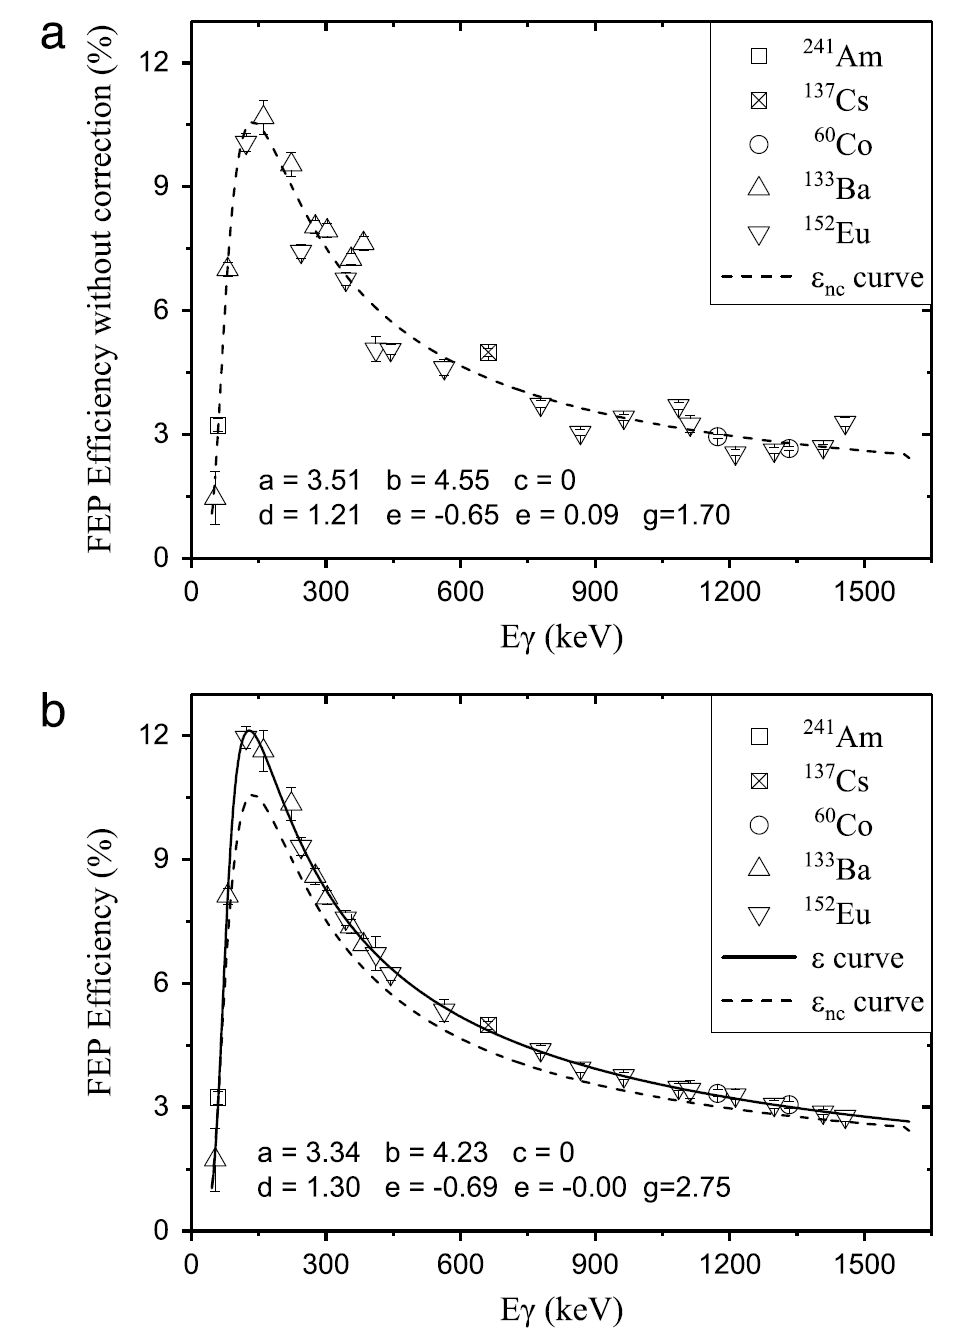 a
FEP Efficiency without correction (%)
12
9
6
3
0
0 300 600 900 1200 1500
Eγ (keV)
²⁴¹Am
¹³⁷Cs
⁶⁰Co
¹³³Ba
¹⁵²Eu
εnc curve
a = 3.51 b = 4.55 c = 0
d = 1.21 e = -0.65 e = 0.09 g=1.70
b
FEP Efficiency (%)
12
9
6
3
0
0 300 600 900 1200 1500
Eγ (keV)
²⁴¹Am
¹³⁷Cs
⁶⁰Co
¹³³Ba
¹⁵²Eu
ε curve
εnc curve
a = 3.34 b = 4.23 c = 0
d = 1.30 e = -0.69 e = -0.00 g=2.75